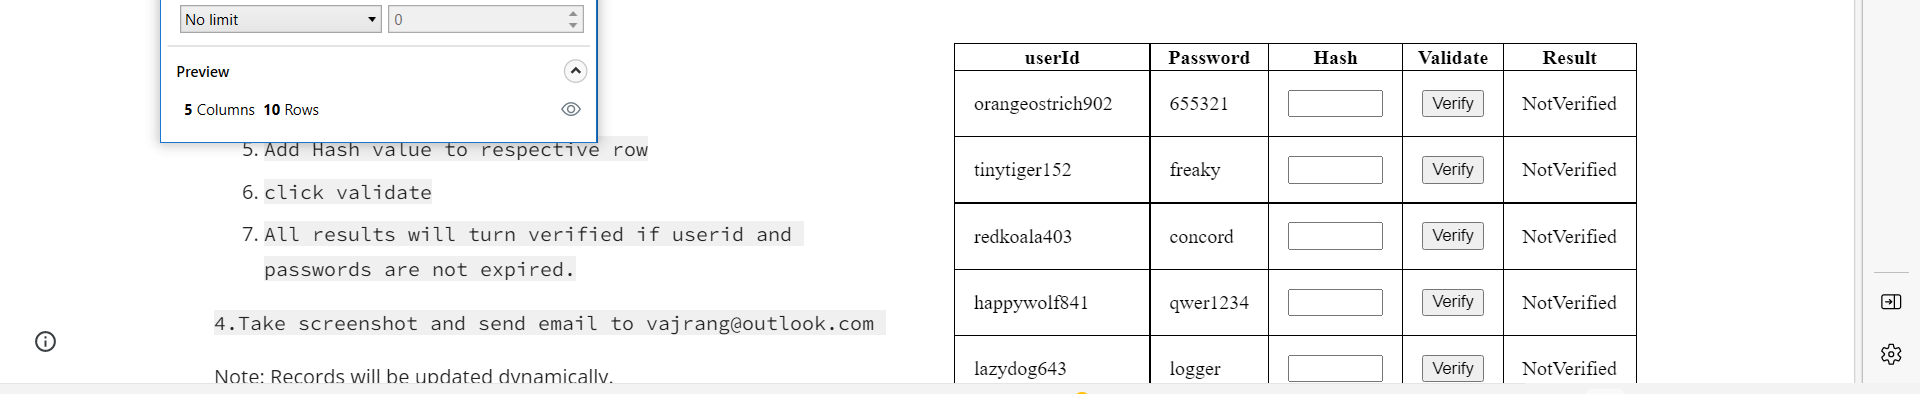 No limit 0
Preview
5 Columns 10 Rows
5. Add Hash value to respective row
6. click validate
7. All results will turn verified if userid and
passwords are not expired.
4.Take screenshot and send email to vajrang@outlook.com
Note: Records will be updated dynamically.
userId Password Hash Validate Result
orangeostrich902 655321 Verify NotVerified
tinytiger152 freaky Verify NotVerified
redkoala403 concord Verify NotVerified
happywolf841 qwer1234 Verify NotVerified
lazydog643 logger Verify NotVerified